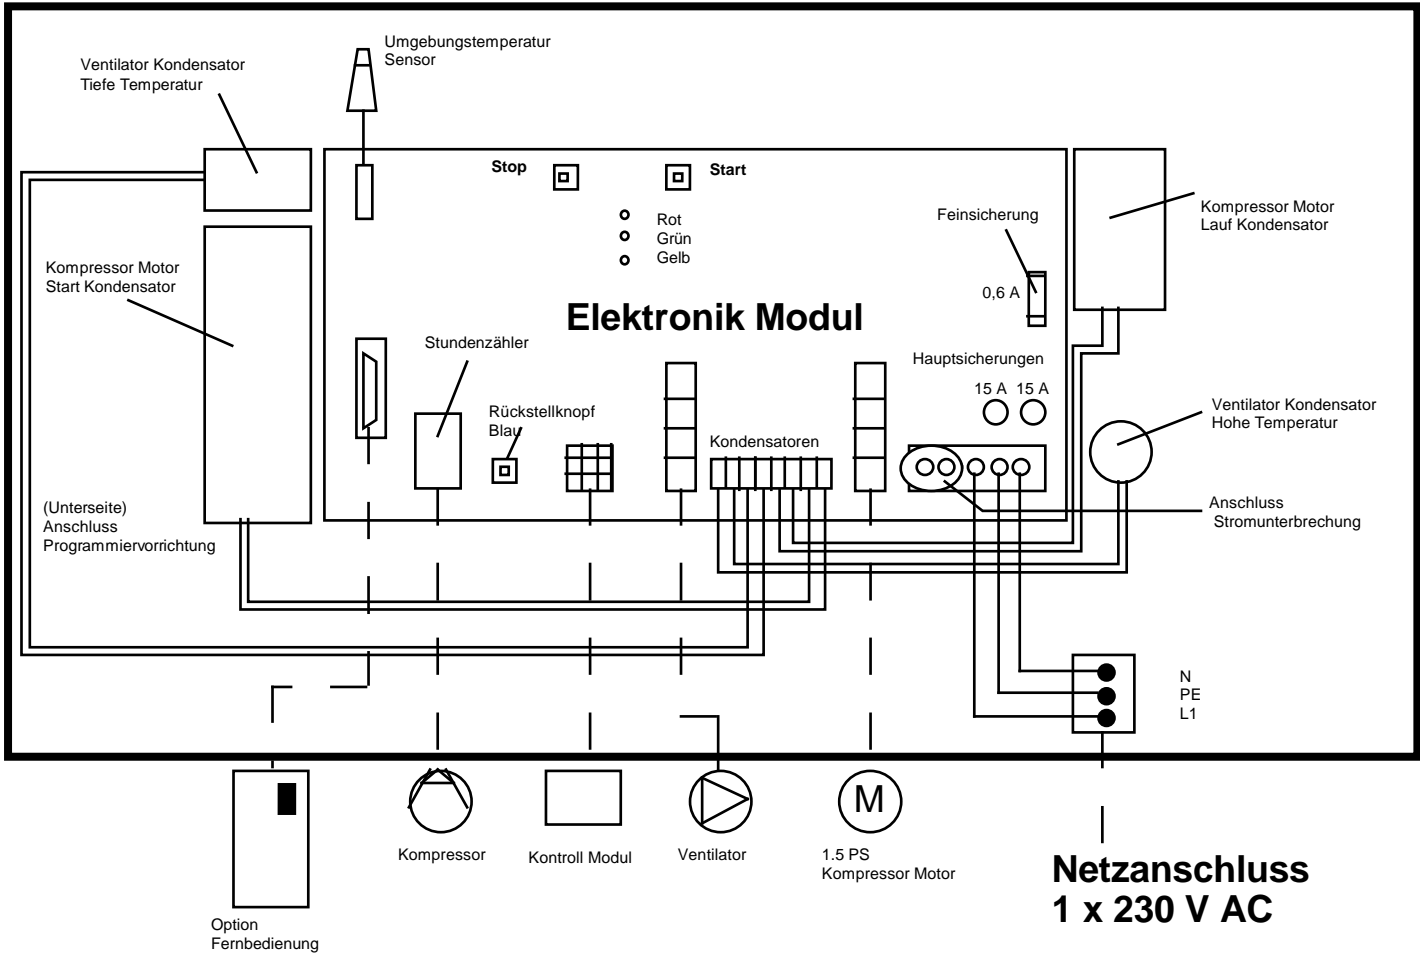 Umgebungstemperatur
Sensor
Ventilator Kondensator
Tiefe Temperatur
Stop
Start
Rot
Grün
Gelb
Feinsicherung
0,6 A
Kompressor Motor
Lauf Kondensator
Kompressor Motor
Start Kondensator
Elektronik Modul
Stundenzähler
Hauptsicherungen
15 A 15 A
Rückstellknopf
Blau
Ventilator Kondensator
Hohe Temperatur
Kondensatoren
(Unterseite)
Anschluss
Programmiervorrichtung
Anschluss
Stromunterbrechung
N
PE
L1
M
Kompressor
Kontroll Modul
Ventilator
1.5 PS
Kompressor Motor
Netzanschluss
1 x 230 V AC
Option
Fernbedienung